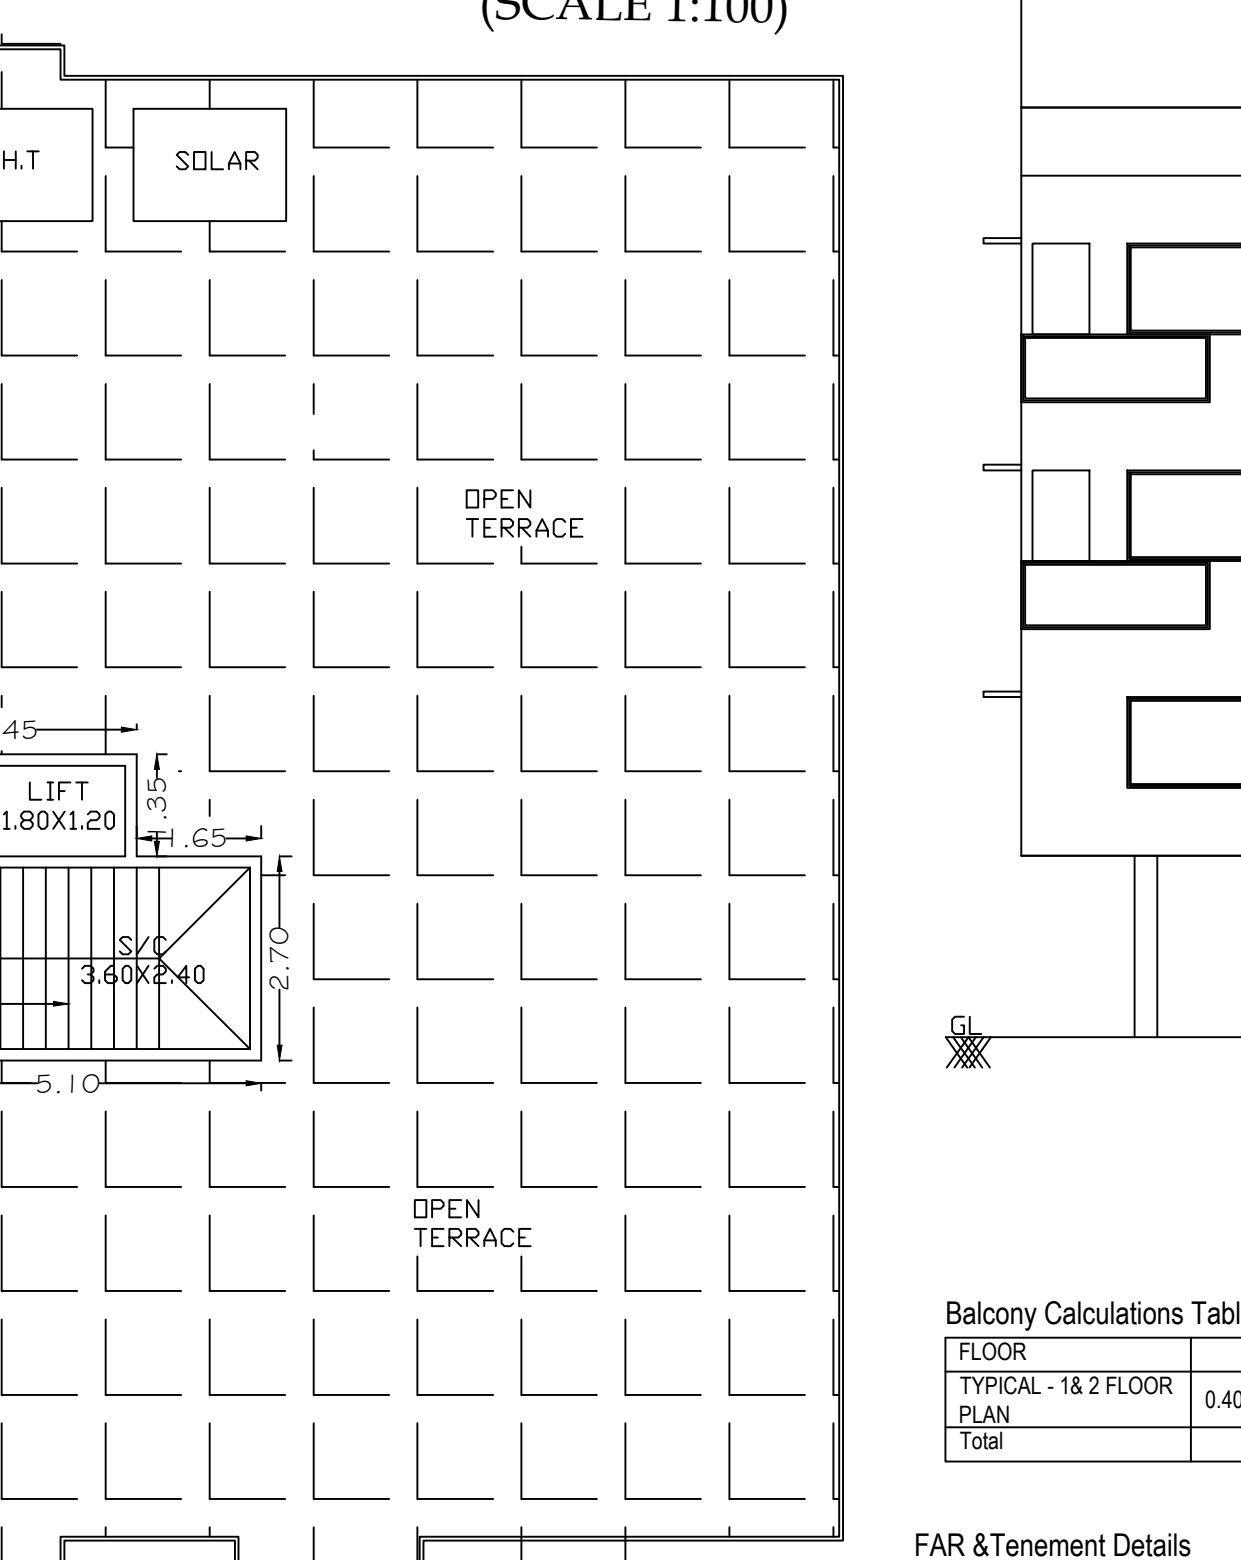 (SCALE 1:100)
H.T
SOLAR
OPEN
TERRACE
45
LIFT
1.80X1.20
1.35
1.65
S/C
3.60X2.40
2.70
5.10
OPEN
TERRACE
GL
Balcony Calculations Tabl
FLOOR
TYPICAL - 1& 2 FLOOR
PLAN
0.40
Total
FAR &Tenement Details